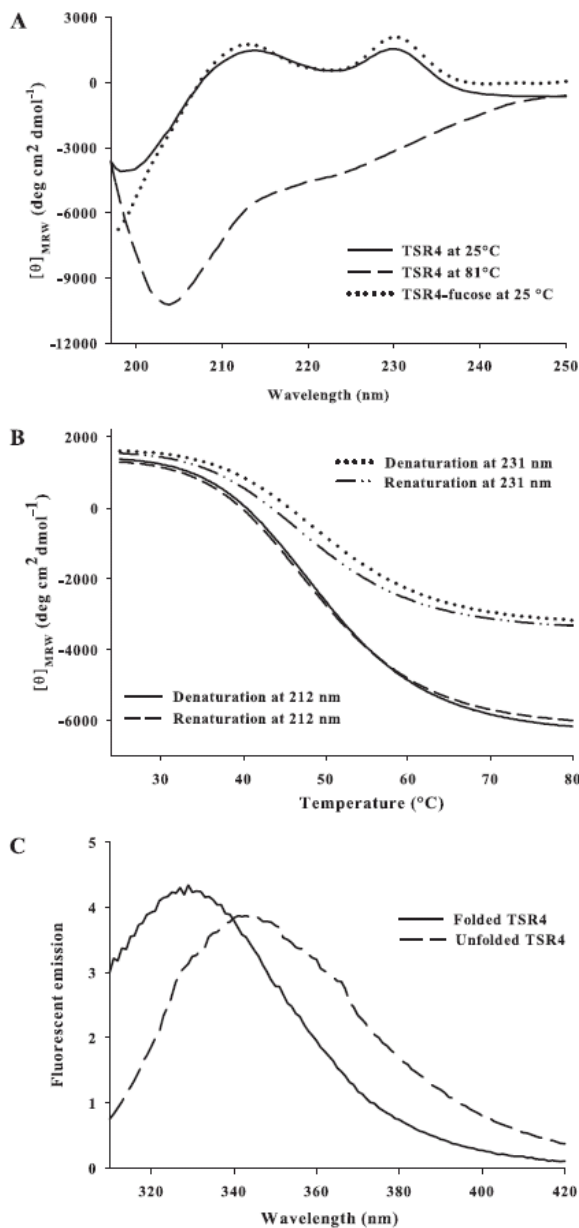 A
3000
0
-3000
-6000
-9000
-12000
[θ]MRW (deg cm2 dmol−1)
TSR4 at 25°C
TSR4 at 81°C
TSR4-fucose at 25 °C
200 210 220 230 240 250
Wavelength (nm)
B
2000
0
-2000
-4000
-6000
[θ]MRW (deg cm2 dmol−1)
Denaturation at 231 nm
Renaturation at 231 nm
Denaturation at 212 nm
Renaturation at 212 nm
30 40 50 60 70 80
Temperature (°C)
C
5
4
3
2
1
0
Fluorescent emission
Folded TSR4
Unfolded TSR4
320 340 360 380 400 420
Wavelength (nm)